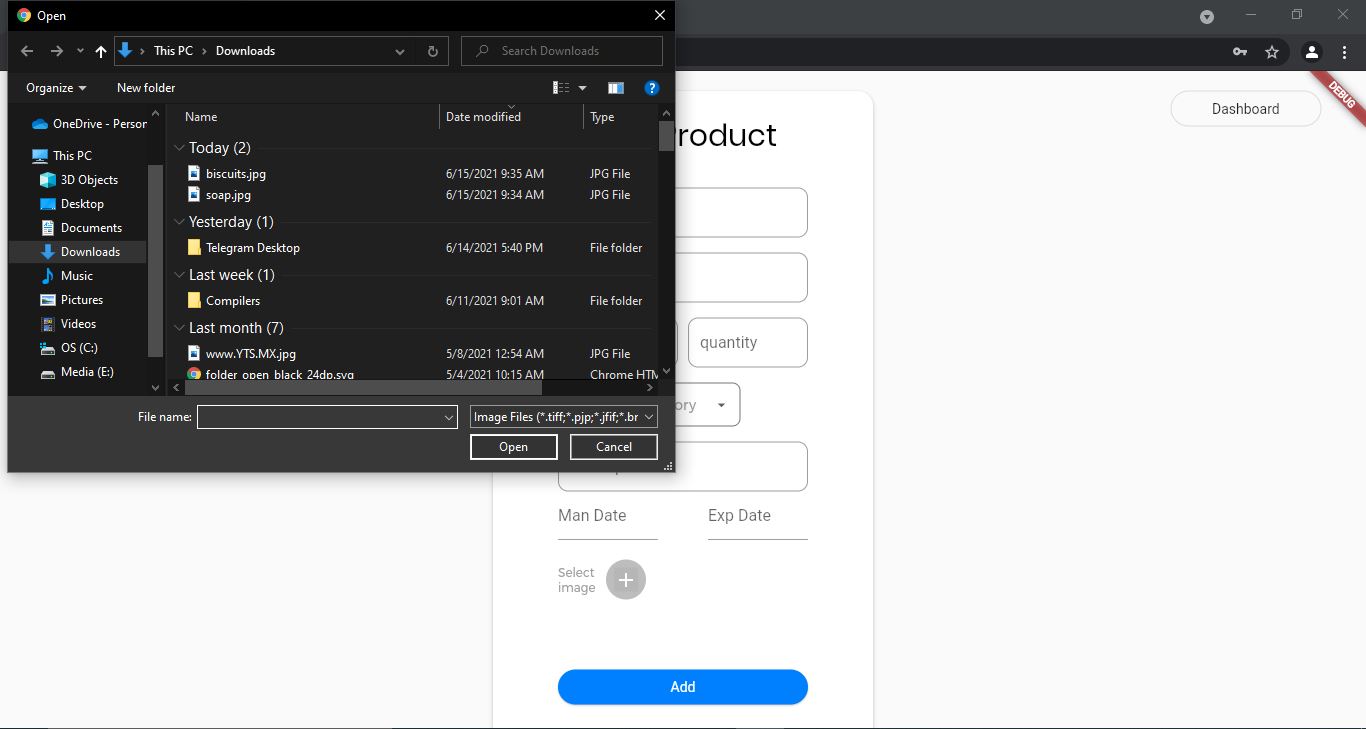 Open
This PC > Downloads
Search Downloads
Organize
New folder
Name
Date modified
Type
OneDrive - Person
This PC
3D Objects
Desktop
Documents
Downloads
Music
Pictures
Videos
OS (C:)
Media (E:)
Today (2)
biscuits.jpg 6/15/2021 9:35 AM JPG File
soap.jpg 6/15/2021 9:34 AM JPG File
Yesterday (1)
Telegram Desktop 6/14/2021 5:40 PM File folder
Last week (1)
Compilers 6/11/2021 9:01 AM File folder
Last month (7)
www.YTS.MX.jpg 5/8/2021 12:54 AM JPG File
folder_open_black_24dp.svg 5/4/2021 10:15 AM Chrome HTM
File name:
Image Files (*.tiff;*.pjp;*.jfif;*.br
Open
Cancel
DEBUG
Dashboard
roduct
quantity
ory
Man Date
Exp Date
Select
image
Add